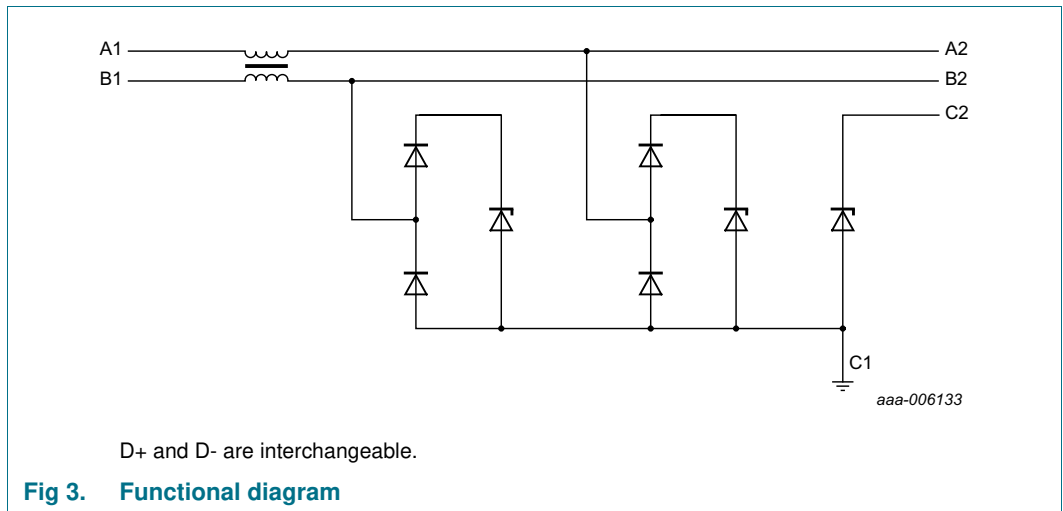 A1
A2
B1
B2
C2
C1
aaa-006133
D+ and D- are interchangeable.
Fig 3. Functional diagram